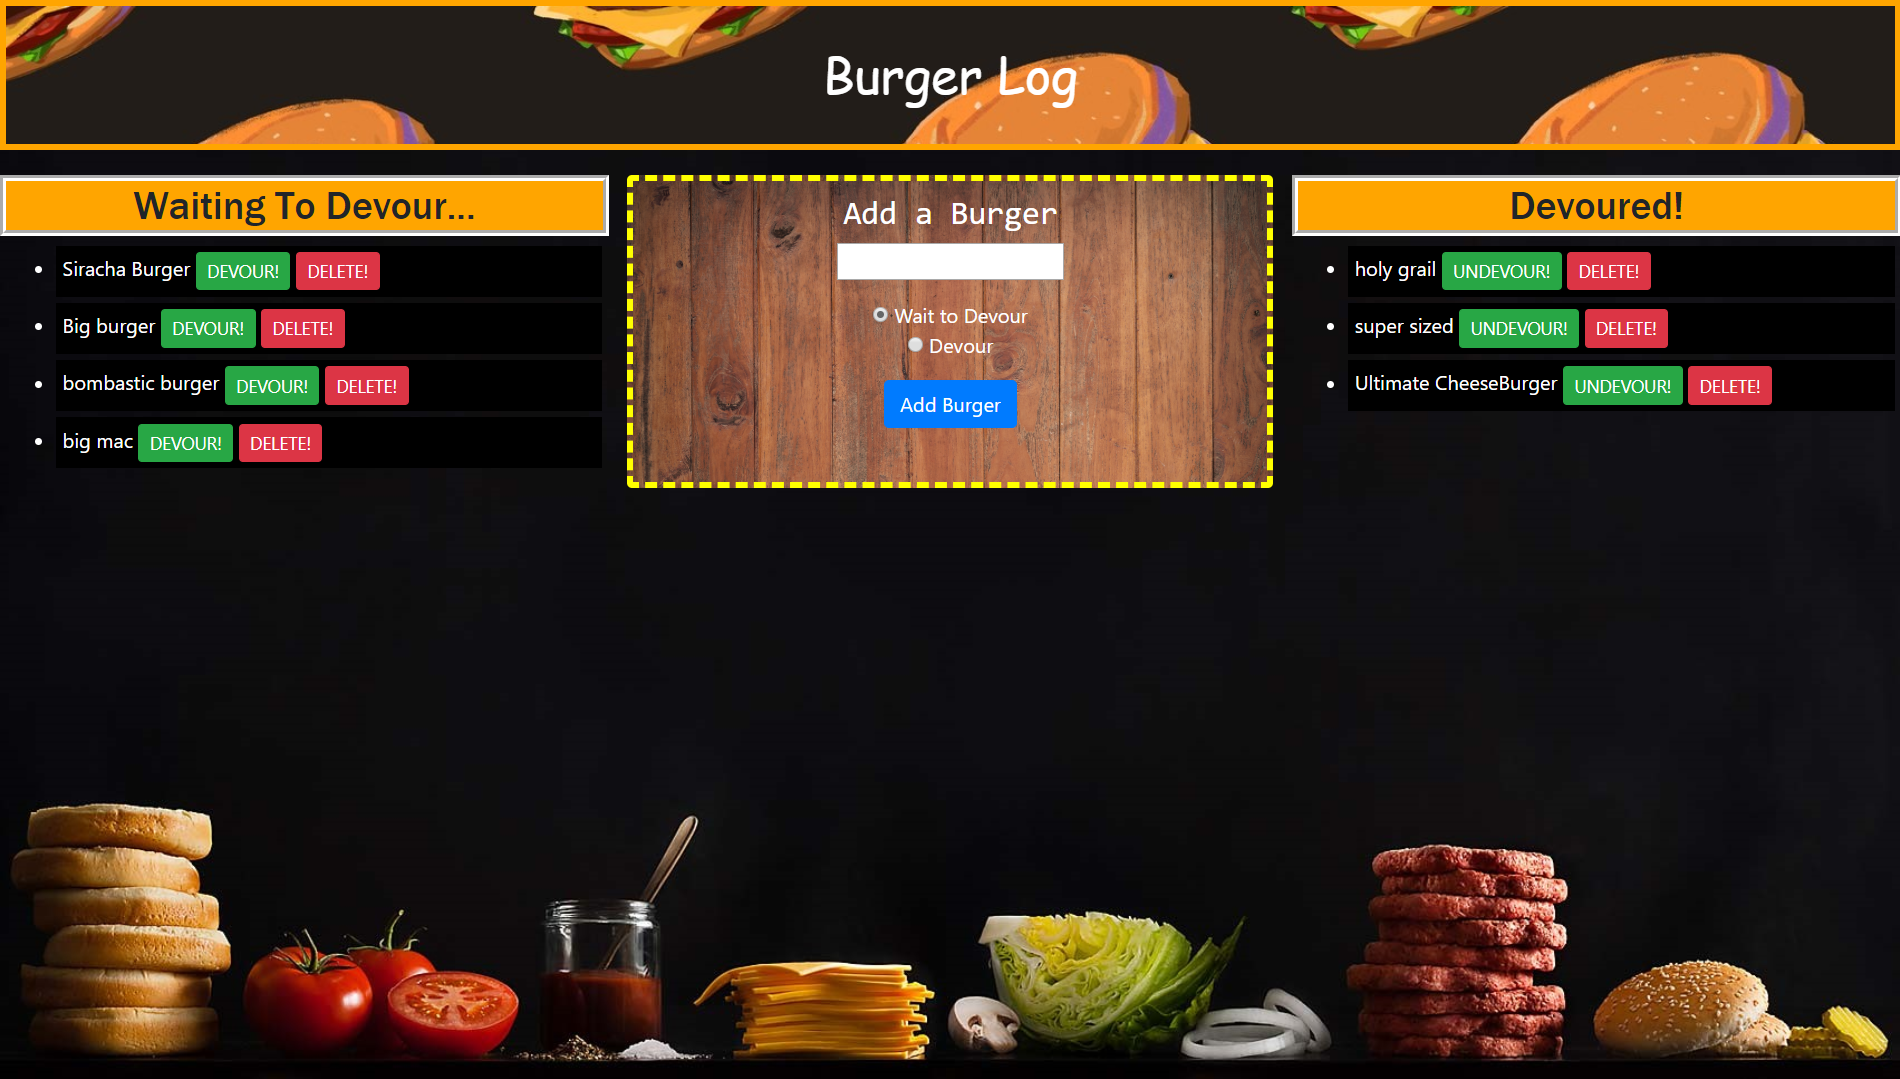 Burger Log
Waiting To Devour...
Siracha Burger DEVOUR! DELETE!
Big burger DEVOUR! DELETE!
bombastic burger DEVOUR! DELETE!
big mac DEVOUR! DELETE!
Add a Burger
Wait to Devour
Devour
Add Burger
Devoured!
holy grail UNDEVOUR! DELETE!
super sized UNDEVOUR! DELETE!
Ultimate CheeseBurger UNDEVOUR! DELETE!